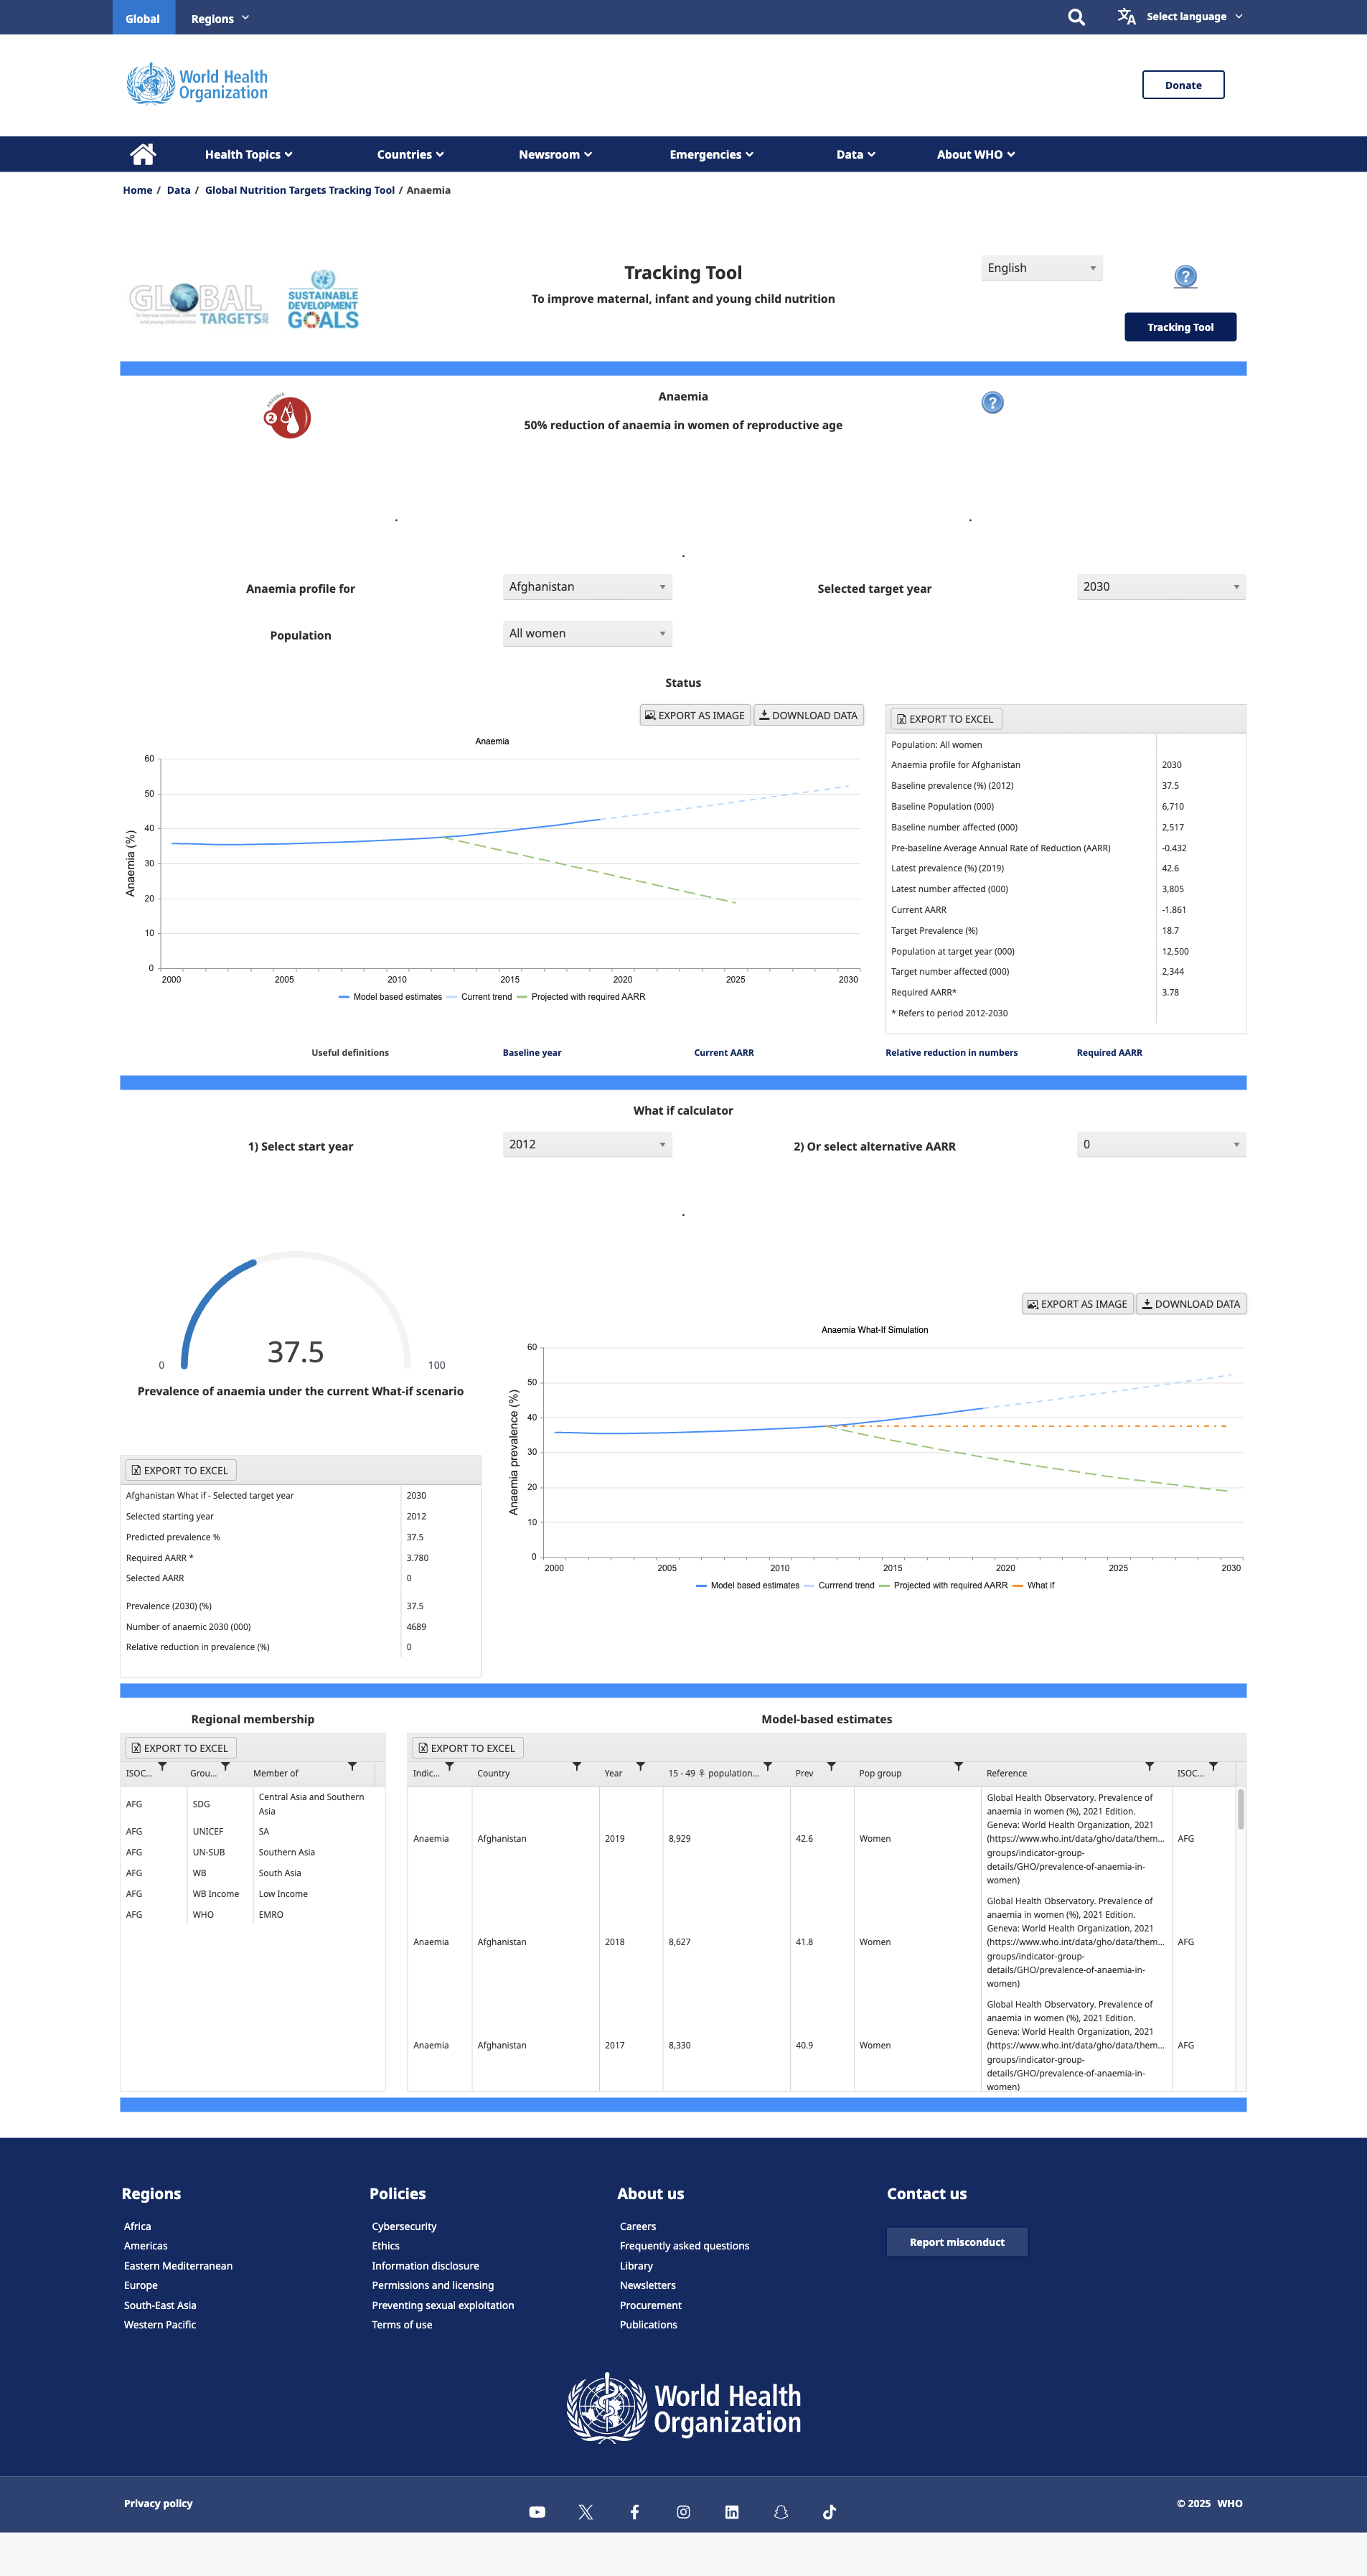 Global
Regions
Select language
World Health
Organization
Donate
Health Topics
Countries
Newsroom
Emergencies
Data
About WHO
Home / Data / Global Nutrition Targets Tracking Tool / Anaemia
GLOBAL
TARGETS
SUSTAINABLE
DEVELOPMENT
GOALS
Tracking Tool
To improve maternal, infant and young child nutrition
English
?
Tracking Tool
ANAEMIA
2
Anaemia
50% reduction of anaemia in women of reproductive age
?
.
.
.
Anaemia profile for
Afghanistan
Selected target year
2030
Population
All women
Status
EXPORT AS IMAGE
DOWNLOAD DATA
Anaemia
60
50
40
30
20
10
0
Anaemia (%)
2000 2005 2010 2015 2020 2025 2030
Model based estimates Current trend Projected with required AARR
EXPORT TO EXCEL
Population: All women
Anaemia profile for Afghanistan 2030
Baseline prevalence (%) (2012) 37.5
Baseline Population (000) 6,710
Baseline number affected (000) 2,517
Pre-baseline Average Annual Rate of Reduction (AARR) -0.432
Latest prevalence (%) (2019) 42.6
Latest number affected (000) 3,805
Current AARR -1.861
Target Prevalence (%) 18.7
Population at target year (000) 12,500
Target number affected (000) 2,344
Required AARR* 3.78
* Refers to period 2012-2030
Useful definitions
Baseline year
Current AARR
Relative reduction in numbers
Required AARR
What if calculator
1) Select start year
2012
2) Or select alternative AARR
0
.
37.5
0 100
Prevalence of anaemia under the current What-if scenario
EXPORT TO EXCEL
Afghanistan What if - Selected target year 2030
Selected starting year 2012
Predicted prevalence % 37.5
Required AARR * 3.780
Selected AARR 0
Prevalence (2030) (%) 37.5
Number of anaemic 2030 (000) 4689
Relative reduction in prevalence (%) 0
EXPORT AS IMAGE
DOWNLOAD DATA
Anaemia What-If Simulation
60
50
40
30
20
10
0
Anaemia prevalence (%)
2000 2005 2010 2015 2020 2025 2030
Model based estimates Currrend trend Projected with required AARR What if
Regional membership
EXPORT TO EXCEL
ISOC... Grou... Member of
AFG SDG Central Asia and Southern
Asia
AFG UNICEF SA
AFG UN-SUB Southern Asia
AFG WB South Asia
AFG WB Income Low Income
AFG WHO EMRO
Model-based estimates
EXPORT TO EXCEL
Indic... Country Year 15 - 49 ♀ population... Prev Pop group Reference ISOC...
Anaemia Afghanistan 2019 8,929 42.6 Women
Global Health Observatory. Prevalence of
anaemia in women (%), 2021 Edition.
Geneva: World Health Organization, 2021
(https://www.who.int/data/gho/data/them...
groups/indicator-group-
details/GHO/prevalence-of-anaemia-in-
women)
AFG
Anaemia Afghanistan 2018 8,627 41.8 Women
Global Health Observatory. Prevalence of
anaemia in women (%), 2021 Edition.
Geneva: World Health Organization, 2021
(https://www.who.int/data/gho/data/them...
groups/indicator-group-
details/GHO/prevalence-of-anaemia-in-
women)
AFG
Anaemia Afghanistan 2017 8,330 40.9 Women
Global Health Observatory. Prevalence of
anaemia in women (%), 2021 Edition.
Geneva: World Health Organization, 2021
(https://www.who.int/data/gho/data/them...
groups/indicator-group-
details/GHO/prevalence-of-anaemia-in-
women)
AFG
Regions
Africa
Americas
Eastern Mediterranean
Europe
South-East Asia
Western Pacific
Policies
Cybersecurity
Ethics
Information disclosure
Permissions and licensing
Preventing sexual exploitation
Terms of use
About us
Careers
Frequently asked questions
Library
Newsletters
Procurement
Publications
Contact us
Report misconduct
World Health
Organization
Privacy policy
© 2025 WHO